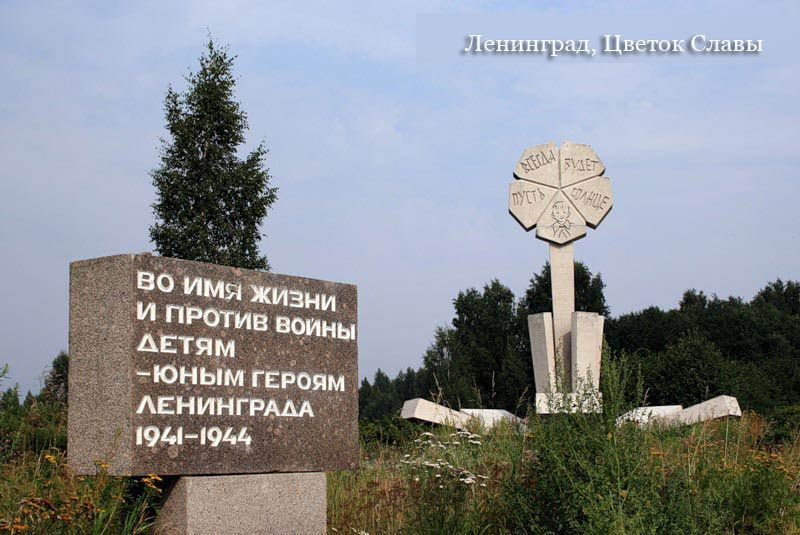 Ленинград, Цветок Славы
ВСЕГДА БУДЕТ
ПУСТЬ СОЛНЦЕ
ВО ИМЯ ЖИЗНИ
И ПРОТИВ ВОЙНЫ
ДЕТЯМ
-ЮНЫМ ГЕРОЯМ
ЛЕНИНГРАДА
1941-1944